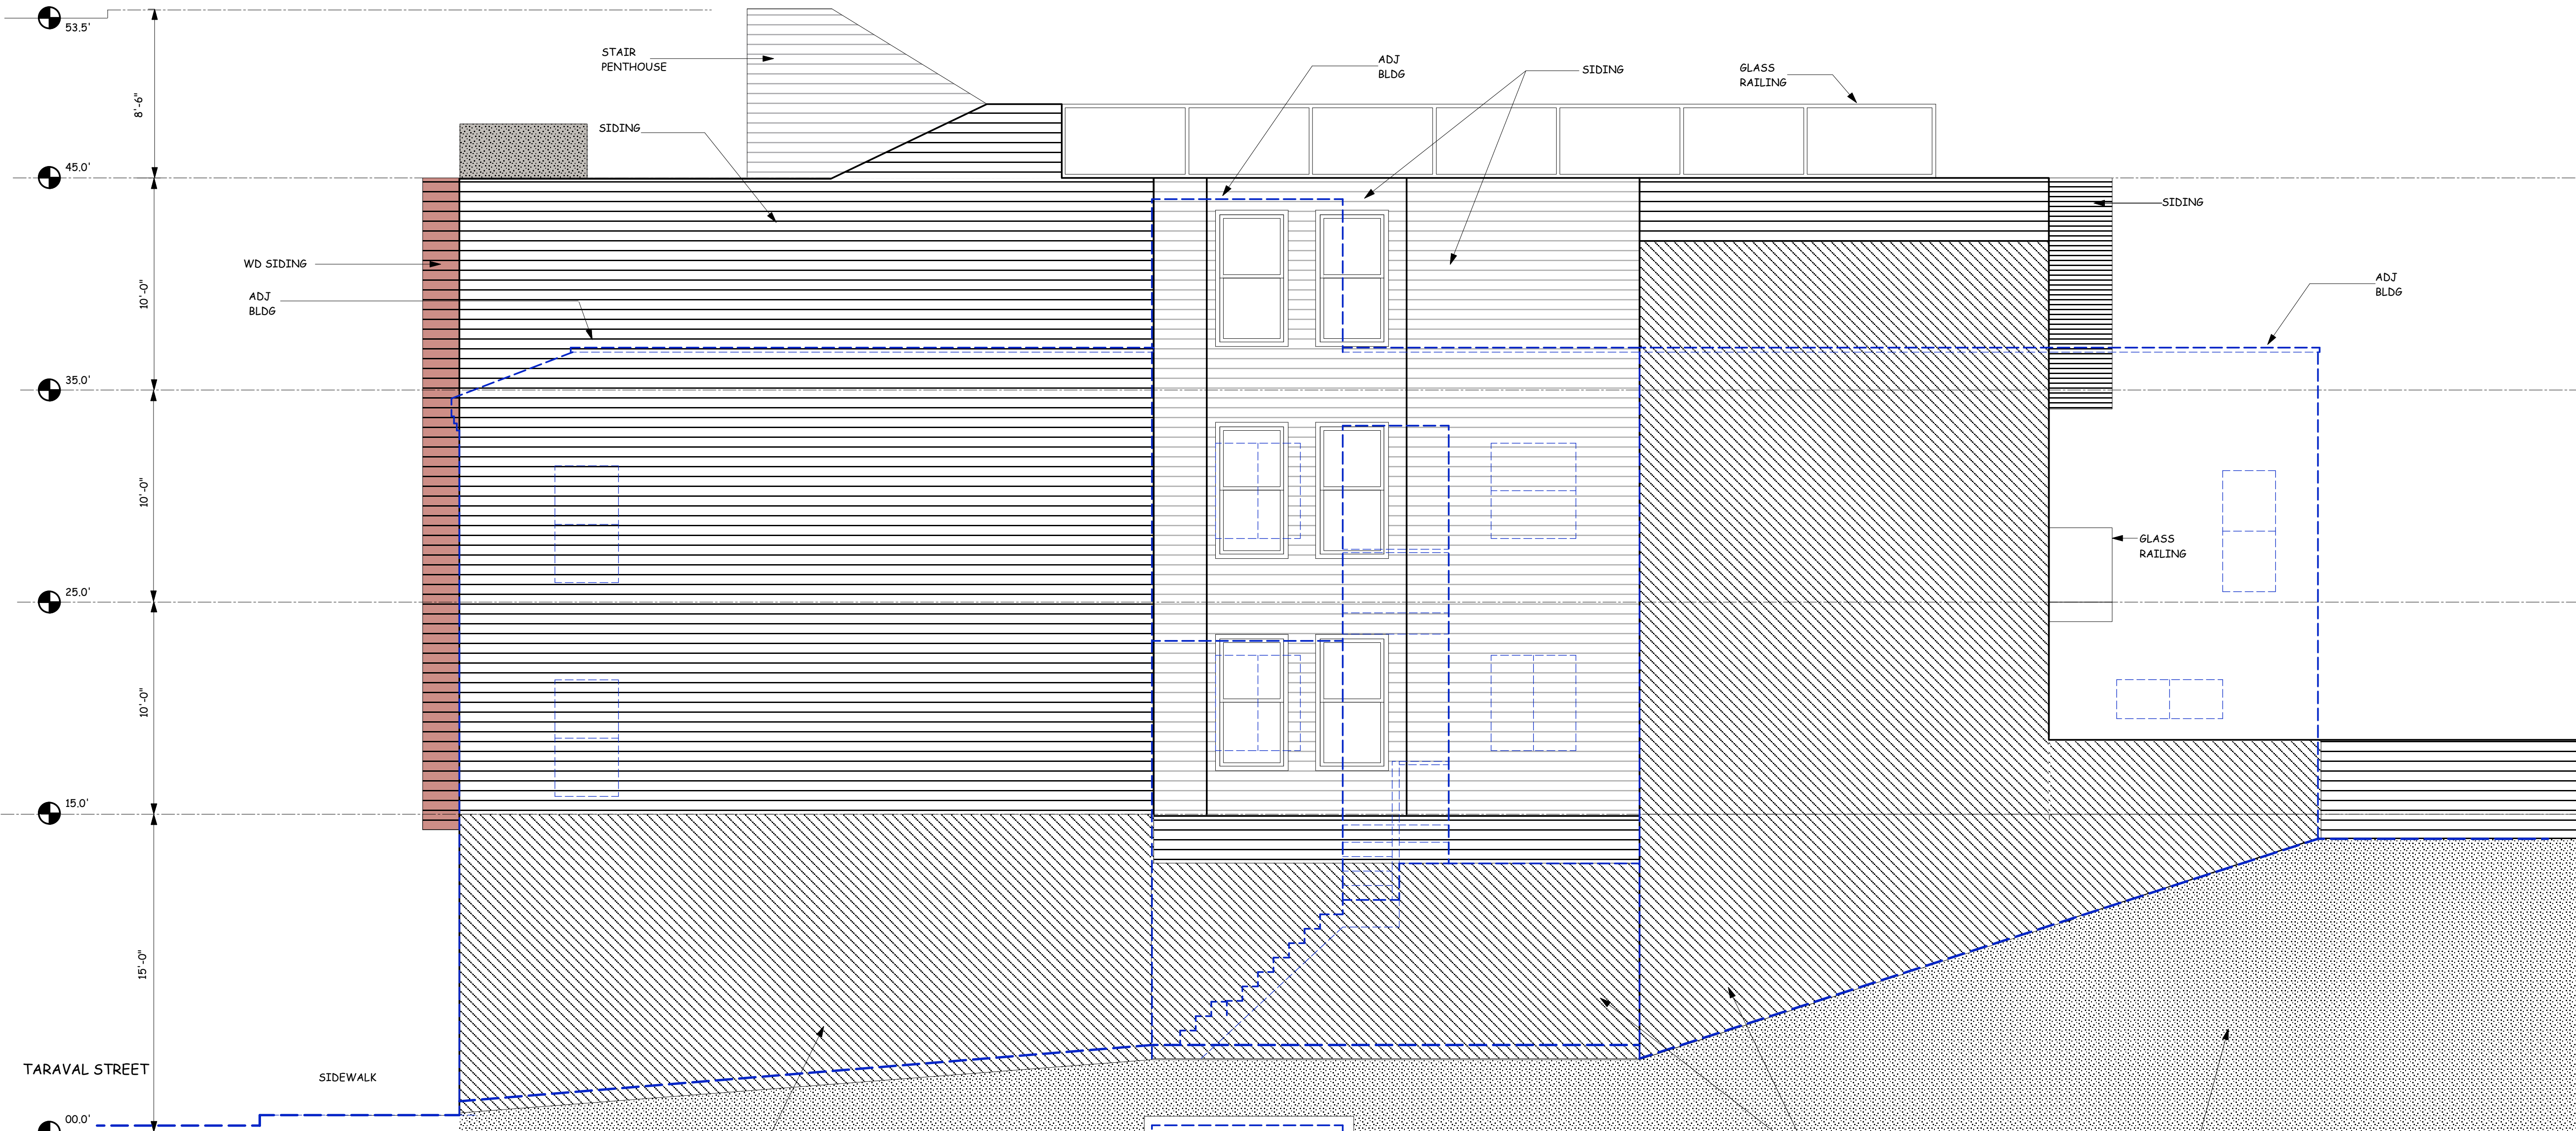 53.5'
STAIR
PENTHOUSE
ADJ
BLDG
SIDING
GLASS
RAILING
8'-6"
SIDING
45.0'
SIDING
WD SIDING
ADJ
BLDG
ADJ
BLDG
10'-0"
35.0'
10'-0"
GLASS
RAILING
25.0'
10'-0"
15.0'
15'-0"
TARAVAL STREET
SIDEWALK
00.0'